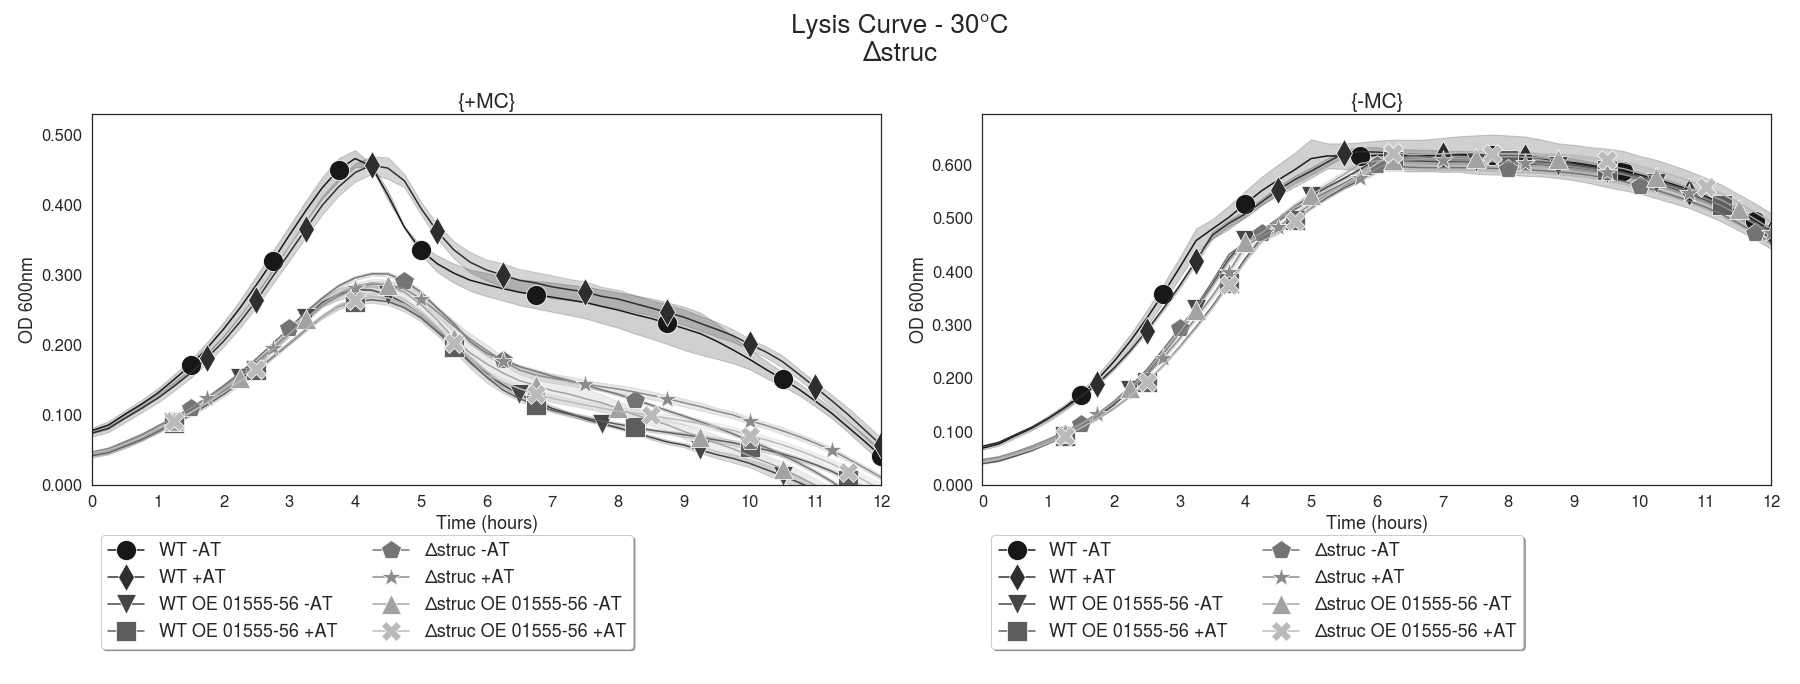 Lysis Curve - 30°C
Δstruc
{+MC}
OD 600nm
0.500
0.400
0.300
0.200
0.100
0.000
0 1 2 3 4 5 6 7 8 9 10 11 12
Time (hours)
WT -AT
WT +AT
WT OE 01555-56 -AT
WT OE 01555-56 +AT
Δstruc -AT
Δstruc +AT
Δstruc OE 01555-56 -AT
Δstruc OE 01555-56 +AT
{-MC}
OD 600nm
0.600
0.500
0.400
0.300
0.200
0.100
0.000
0 1 2 3 4 5 6 7 8 9 10 11 12
Time (hours)
WT -AT
WT +AT
WT OE 01555-56 -AT
WT OE 01555-56 +AT
Δstruc -AT
Δstruc +AT
Δstruc OE 01555-56 -AT
Δstruc OE 01555-56 +AT